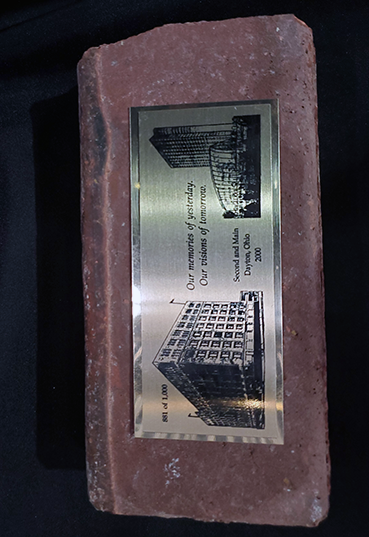 Our memories of yesterday.
Our visions of tomorrow.
Second and Main
Dayton, Ohio
2000
881 of 1,000